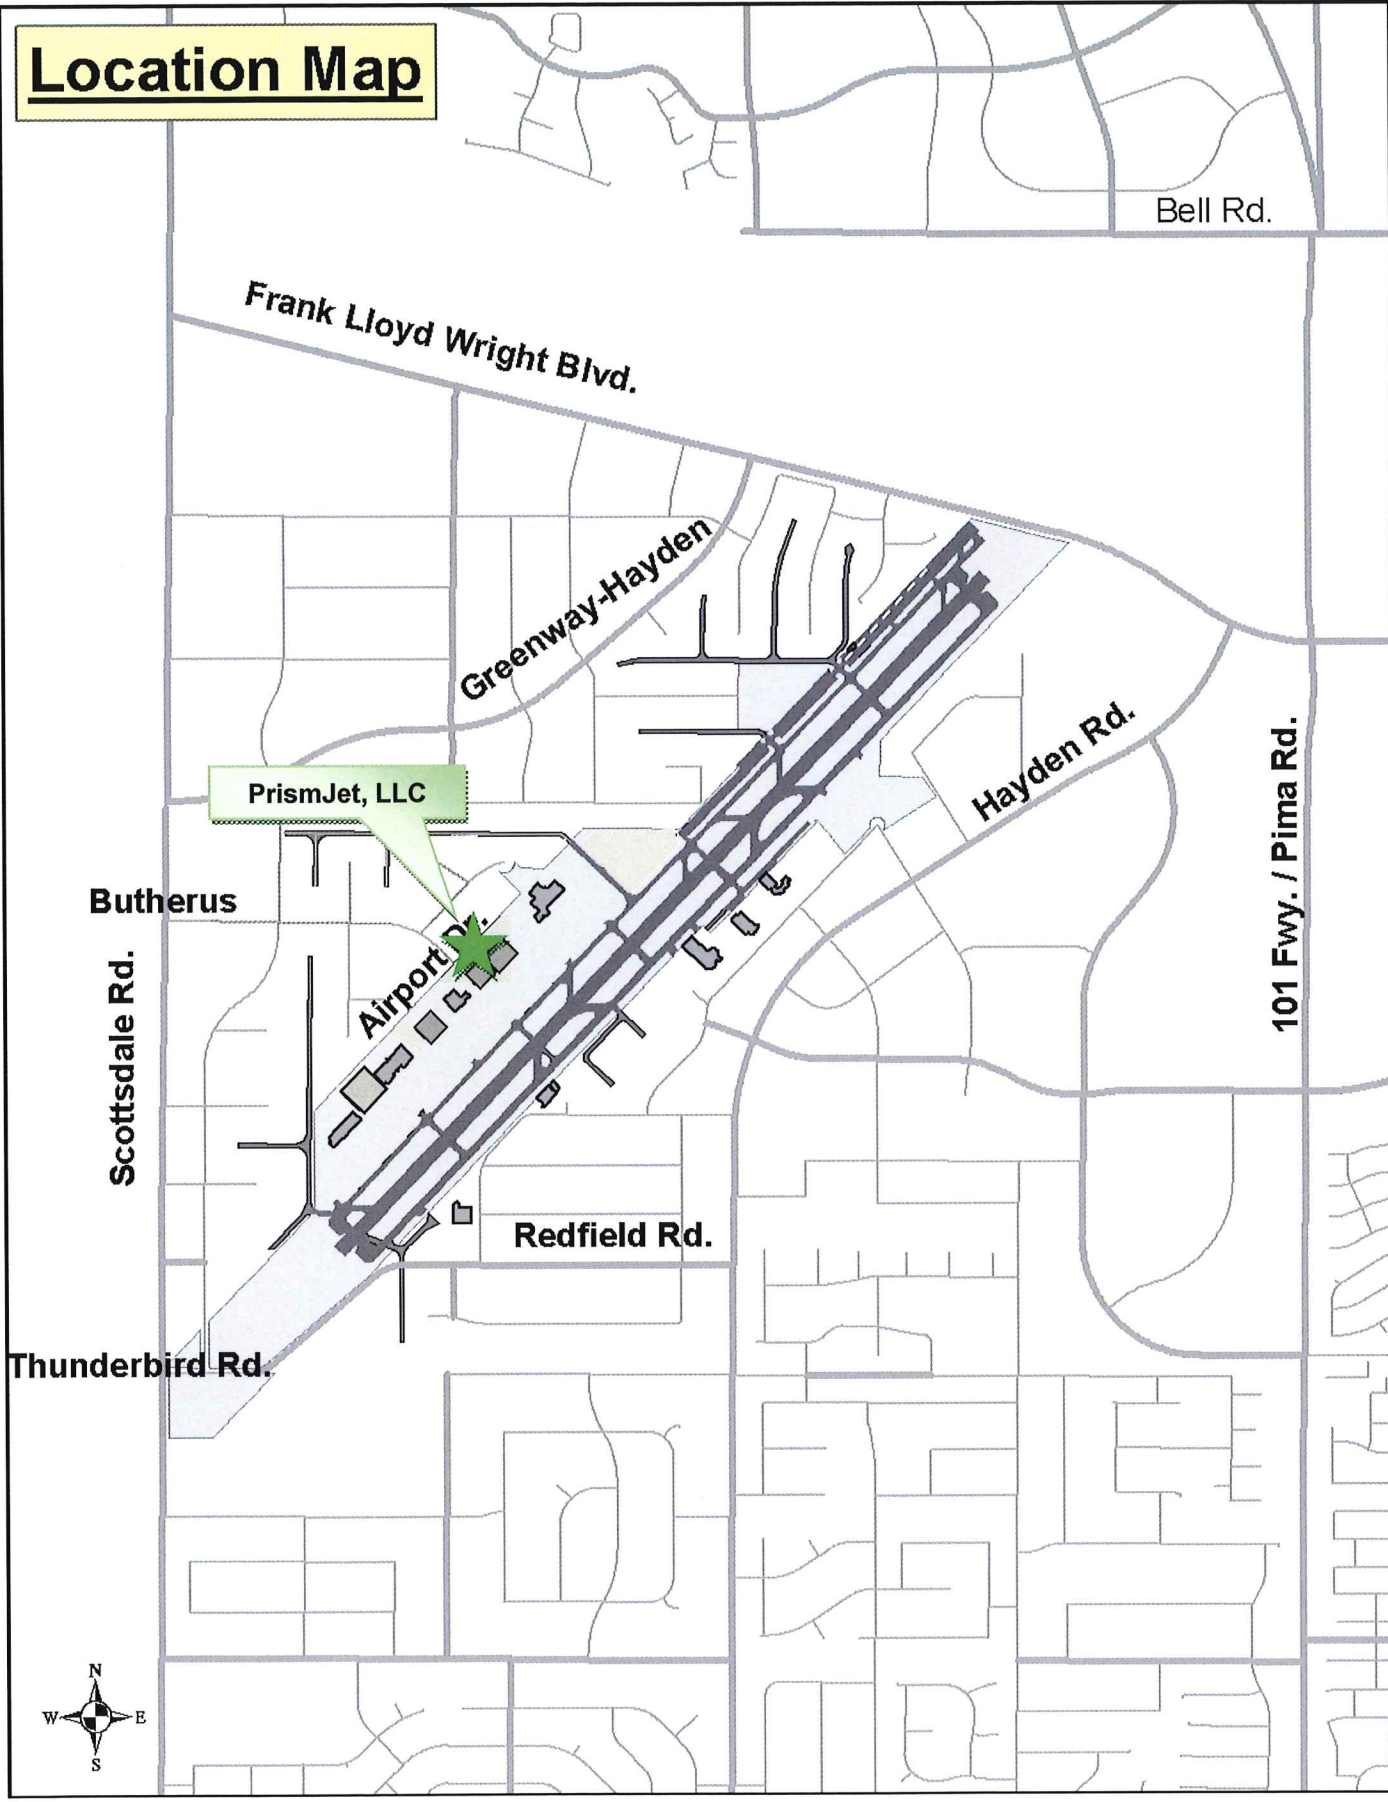 Location Map
Bell Rd.
Frank Lloyd Wright Blvd.
Greenway-Hayden
Hayden Rd.
PrismJet, LLC
101 Fwy. / Pima Rd.
Butherus
Airport Dr.
Scottsdale Rd.
Redfield Rd.
Thunderbird Rd.
N
W E
S